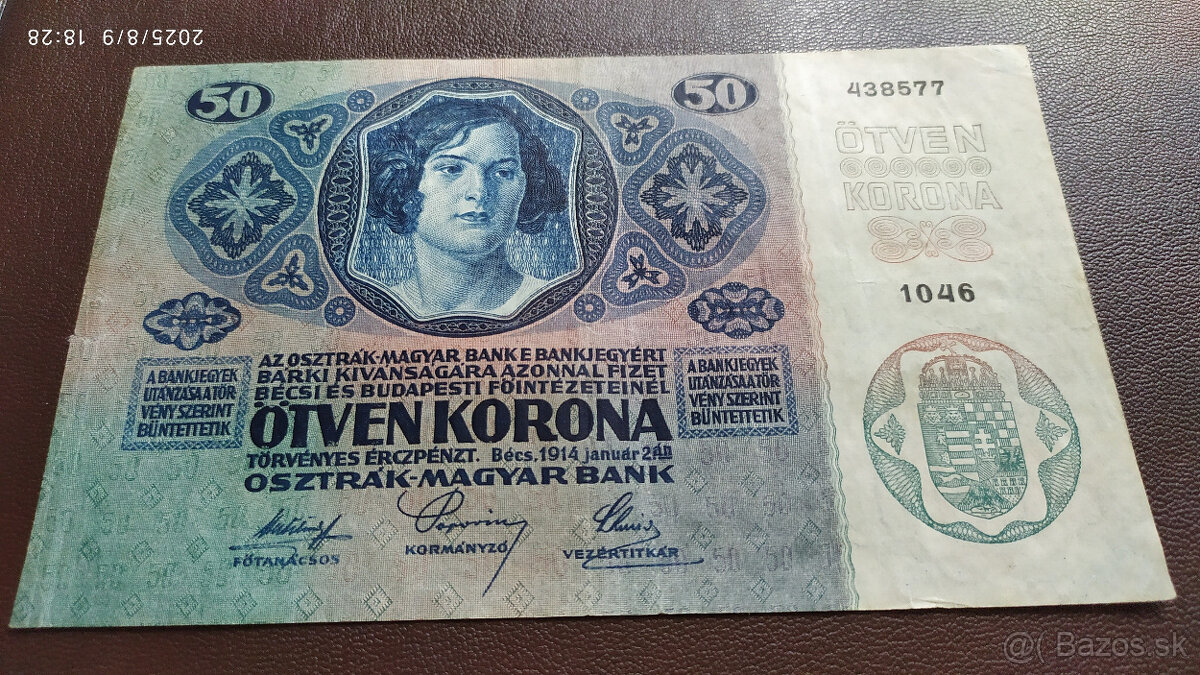 2025/8/9 18:28
50
50
438577
ÖTVEN
KORONA
1046
AZ OSZTRÁK-MAGYAR BANK E BANKJEGYÉRT
BÁRKI KIVÁNSÁGÁRA AZONNAL FIZET
BÉCSI ÉS BUDAPESTI FŐINTÉZETEINÉL
ÖTVEN KORONA
TÖRVÉNYES ÉRCZPÉNZT. Bécs, 1914 január 2án
OSZTRÁK-MAGYAR BANK
A BANKJEGYEK
UTÁNZÁSA A TÖR
VÉNY SZERINT
BÜNTETTETIK
A BANKJEGYEK
UTÁNZÁSA A TÖR
VÉNY SZERINT
BÜNTETTETIK
FŐTANÁCSOS
KORMÁNYZÓ
VEZÉRTITKÁR
@( Bazos.sk